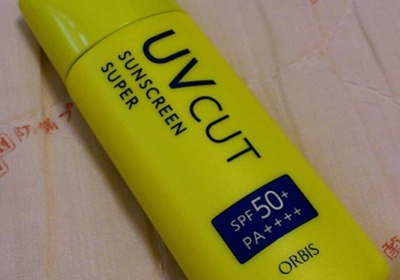 UVCUT
SUNSCREEN
SUPER
SPF50+
PA++++
ORBIS